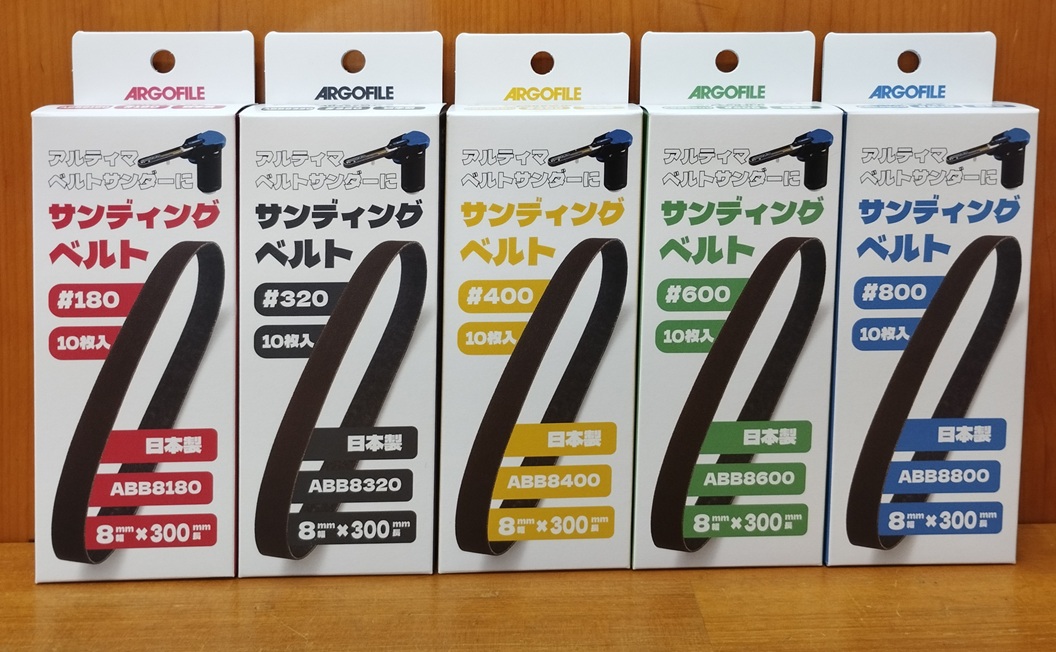 ARGOFILE
アルティマ
ベルトサンダーに
サンディング
ベルト
#180
10枚入
日本製
ABB8180
8mm幅×300mm長
ARGOFILE
アルティマ
ベルトサンダーに
サンディング
ベルト
#320
10枚入
日本製
ABB8320
8mm幅×300mm長
ARGOFILE
アルティマ
ベルトサンダーに
サンディング
ベルト
#400
10枚入
日本製
ABB8400
8mm幅×300mm長
ARGOFILE
アルティマ
ベルトサンダーに
サンディング
ベルト
#600
10枚入
日本製
ABB8600
8mm幅×300mm長
ARGOFILE
アルティマ
ベルトサンダーに
サンディング
ベルト
#800
10枚入
日本製
ABB8800
8mm幅×300mm長